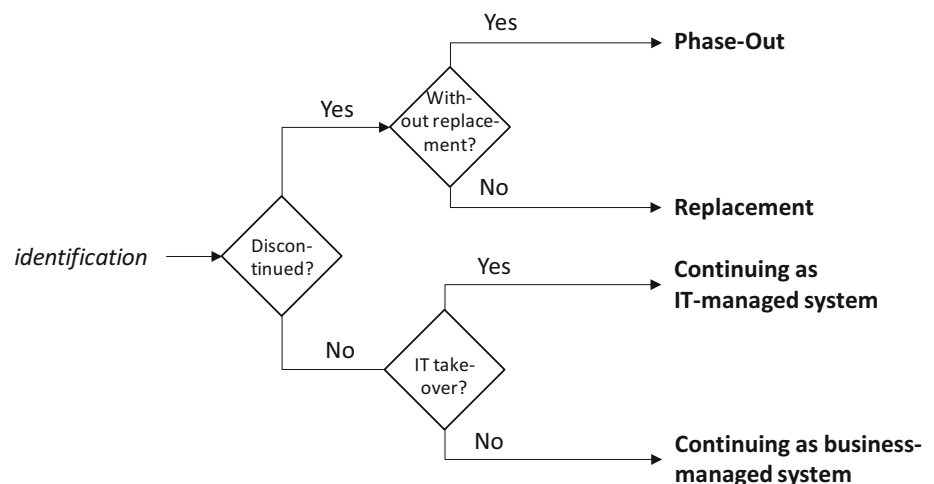 Yes
Phase-Out
With-
out replace-
ment?
Yes
No
Replacement
identification
Discon-
tinued?
Yes
Continuing as
IT-managed system
No
IT take-
over?
No
Continuing as business-
managed system